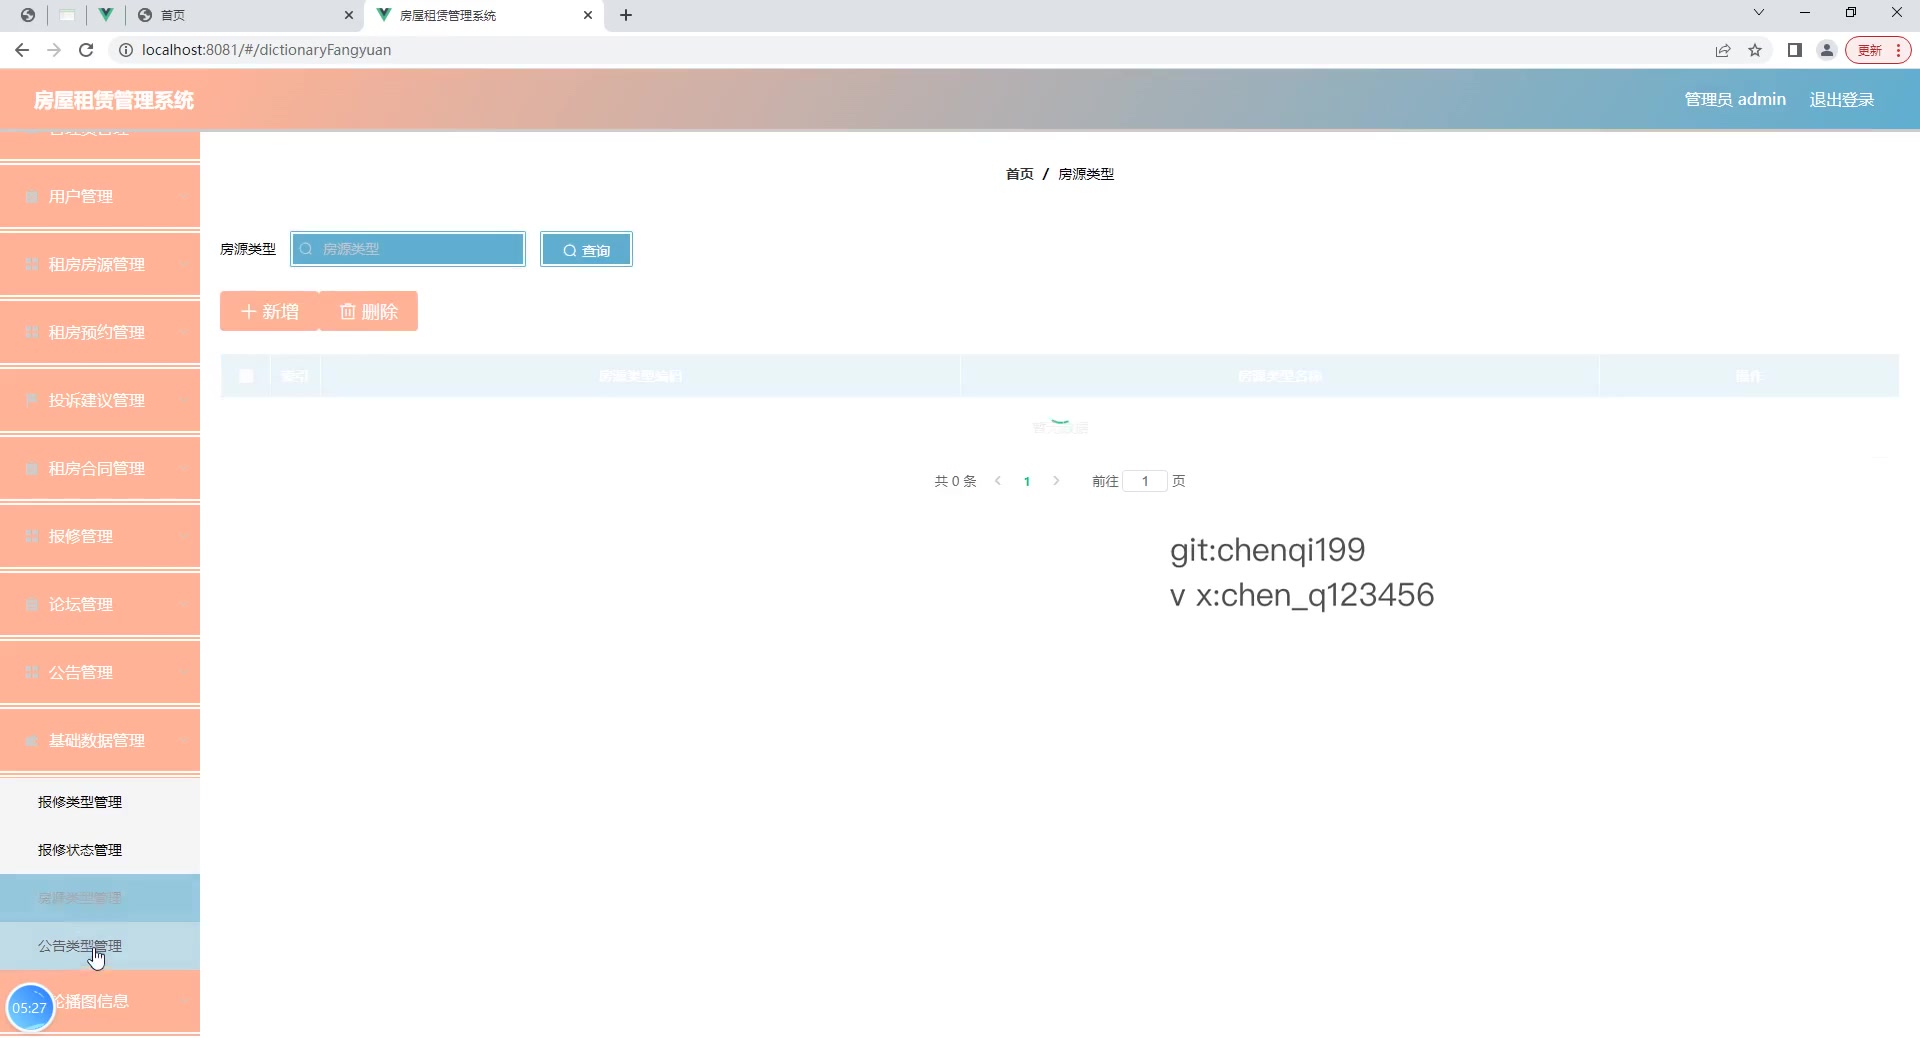 首页
房屋租赁管理系统
localhost:8081/#/dictionaryFangyuan
更新
房屋租赁管理系统
管理员 admin
退出登录
管理员管理
用户管理
租房房源管理
租房预约管理
投诉建议管理
租房合同管理
报修管理
论坛管理
公告管理
基础数据管理
报修类型管理
报修状态管理
房源类型管理
公告类型管理
轮播图信息
05:27
首页 / 房源类型
房源类型
房源类型
查询
新增
删除
索引
房源类型编码
房源类型名称
操作
暂无数据
共 0 条
1
前往 1 页
git:chenqi199
v x:chen_q123456